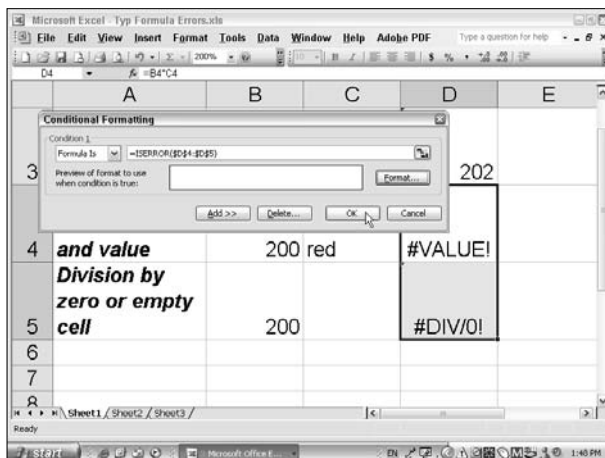 Microsoft Excel - Typ Formula Errors.xls
File Edit View Insert Format Tools Data Window Help Adobe PDF Type a question for help
200% 10 B I $ %
D4 fx =B4*C4
A B C D E
Conditional Formatting
Condition 1
Formula Is =ISERROR($D$4:$D$5)
Preview of format to use
when condition is true:
Format...
Add >> Delete... OK Cancel
3 202
4 and value 200 red #VALUE!
Division by
zero or empty
5 cell 200 #DIV/0!
6
7
8
Sheet1 / Sheet2 / Sheet3 /
Ready
start Microsoft Office E... EN 1:48 PM